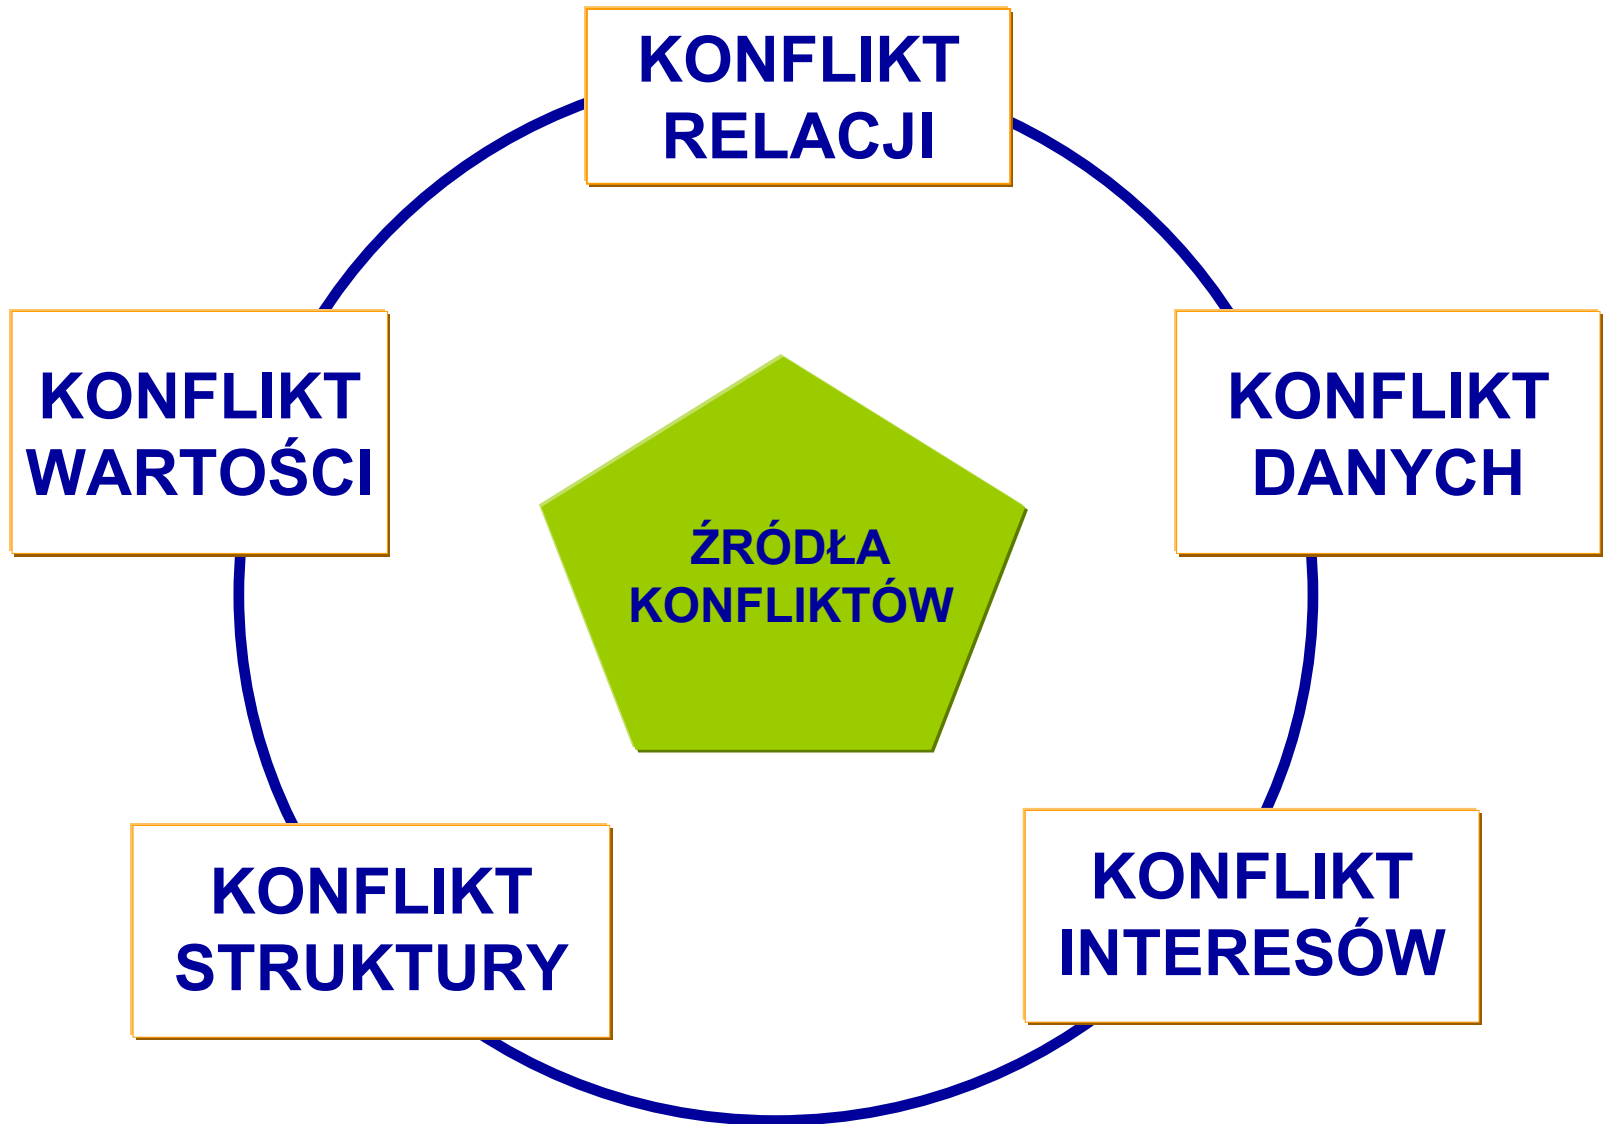 KONFLIKT
RELACJI
KONFLIKT
WARTOŚCI
KONFLIKT
DANYCH
ŹRÓDŁA
KONFLIKTÓW
KONFLIKT
STRUKTURY
KONFLIKT
INTERESÓW